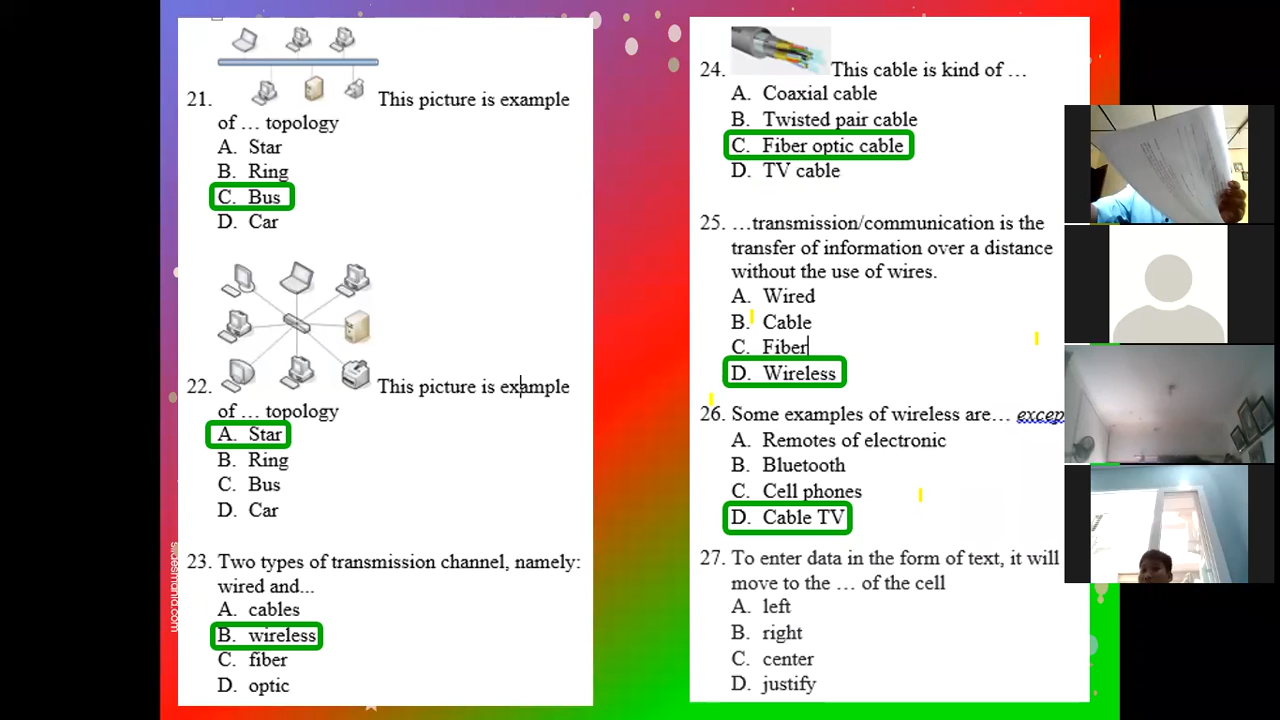 21. This picture is example
of … topology
A. Star
B. Ring
C. Bus
D. Car
22. This picture is example
of … topology
A. Star
B. Ring
C. Bus
D. Car
23. Two types of transmission channel, namely:
wired and...
A. cables
B. wireless
C. fiber
D. optic
24. This cable is kind of …
A. Coaxial cable
B. Twisted pair cable
C. Fiber optic cable
D. TV cable
25. …transmission/communication is the
transfer of information over a distance
without the use of wires.
A. Wired
B. Cable
C. Fiber
D. Wireless
26. Some examples of wireless are… excep
A. Remotes of electronic
B. Bluetooth
C. Cell phones
D. Cable TV
27. To enter data in the form of text, it will
move to the … of the cell
A. left
B. right
C. center
D. justify
slidesmania.com